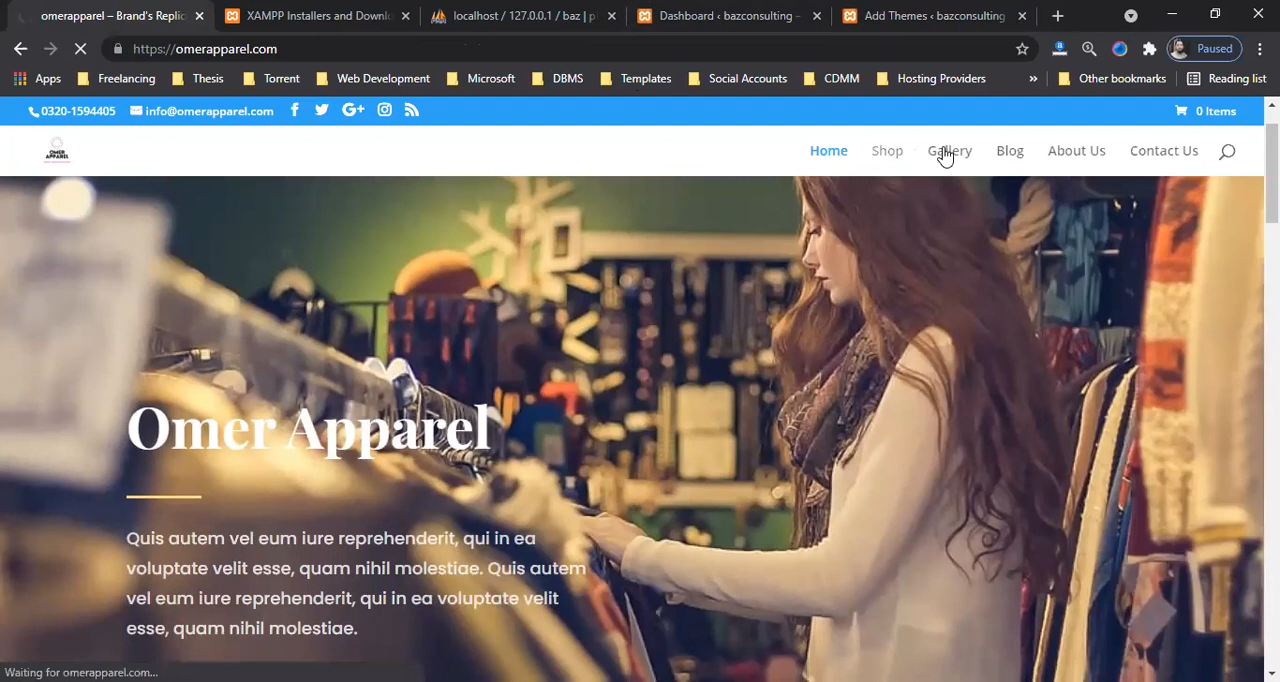 omerapparel – Brand's Replic
XAMPP Installers and Downl
localhost / 127.0.0.1 / baz | p
Dashboard ‹ bazconsulting –
Add Themes ‹ bazconsulting
https://omerapparel.com
Paused
Apps
Freelancing
Thesis
Torrent
Web Development
Microsoft
DBMS
Templates
Social Accounts
CDMM
Hosting Providers
»
Other bookmarks
Reading list
0320-1594405
info@omerapparel.com
0 Items
OMER
APPAREL
Home
Shop
Gallery
Blog
About Us
Contact Us
Omer Apparel
Quis autem vel eum iure reprehenderit, qui in ea
voluptate velit esse, quam nihil molestiae. Quis autem
vel eum iure reprehenderit, qui in ea voluptate velit
esse, quam nihil molestiae.
Waiting for omerapparel.com...